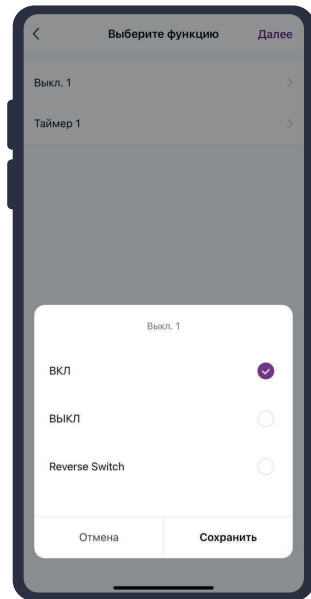 Выберите функцию Далее
Выкл. 1
Таймер 1
Выкл. 1
ВКЛ
ВЫКЛ
Reverse Switch
Отмена Сохранить